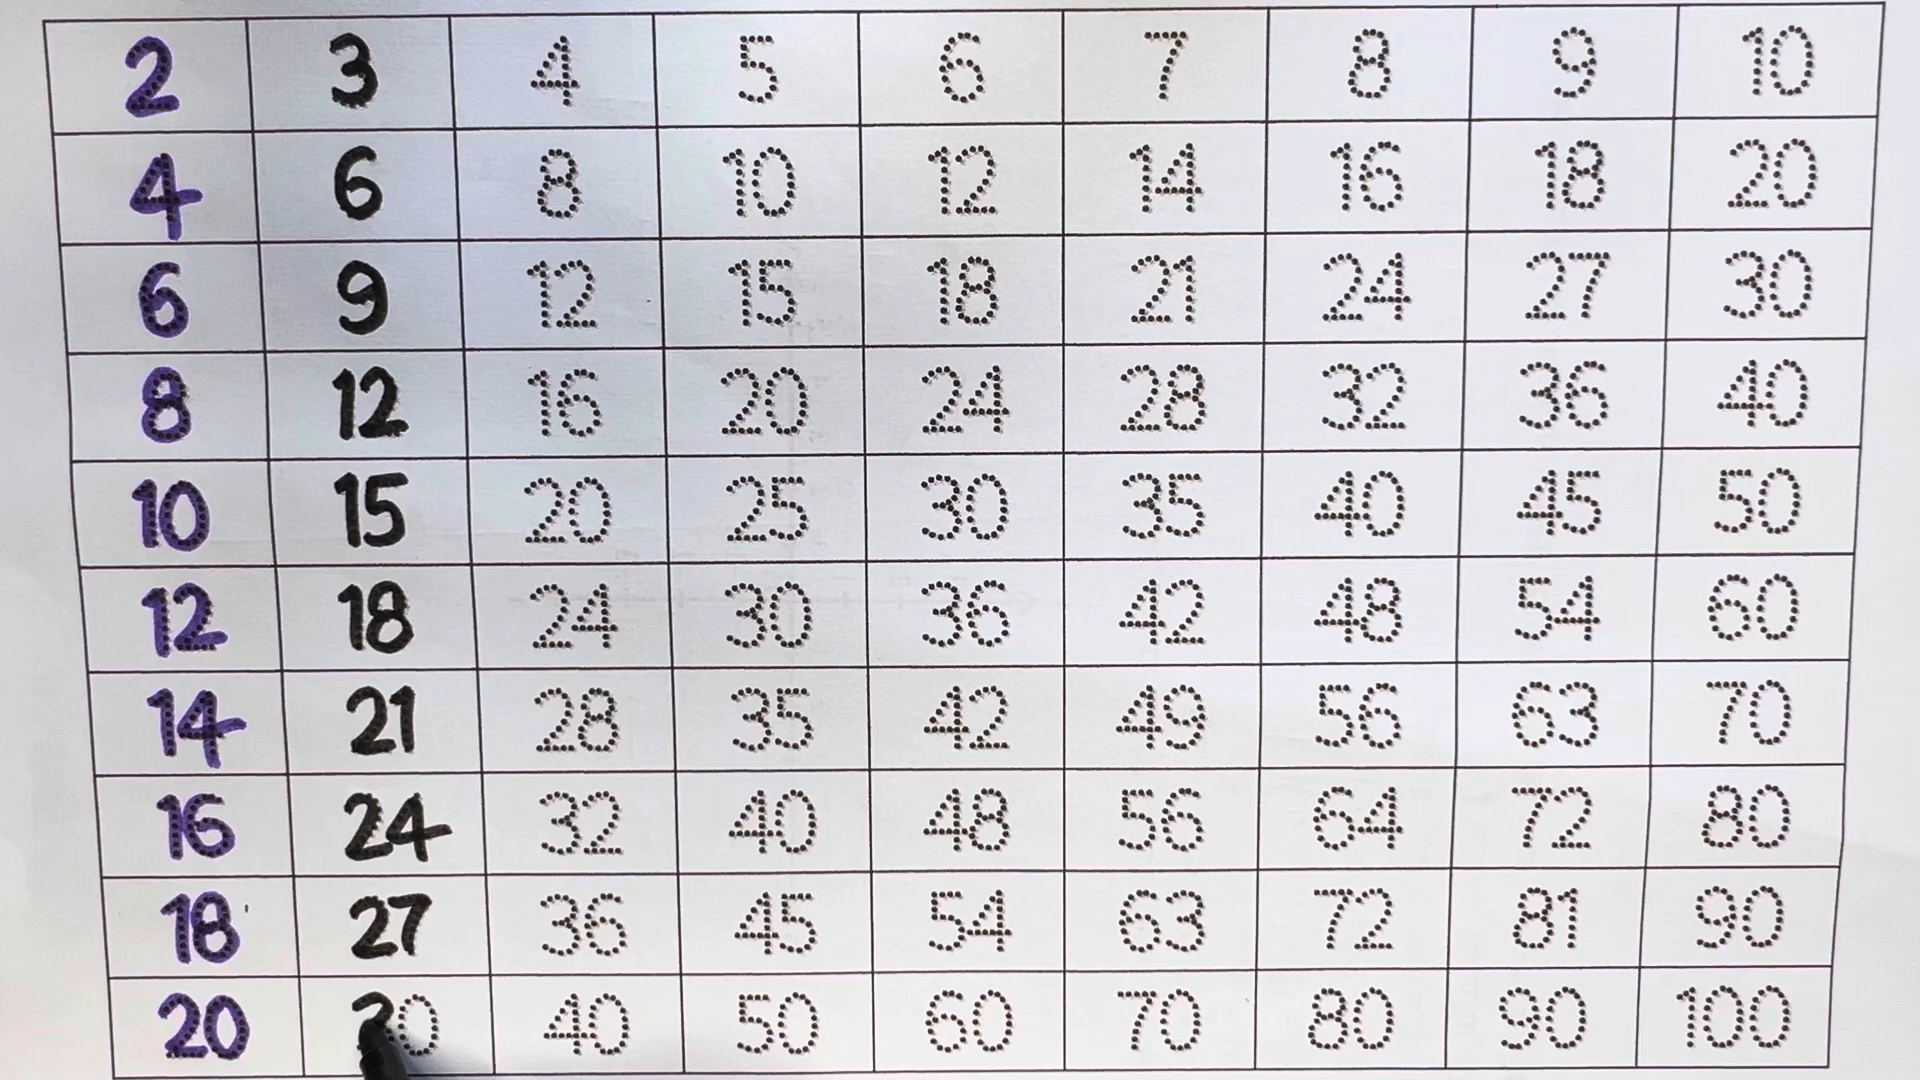 2 3 4 5 6 7 8 9 10
4 6 8 10 12 14 16 18 20
6 9 12 15 18 21 24 27 30
8 12 16 20 24 28 32 36 40
10 15 20 25 30 35 40 45 50
12 18 24 30 36 42 48 54 60
14 21 28 35 42 49 56 63 70
16 24 32 40 48 56 64 72 80
18 27 36 45 54 63 72 81 90
20 30 40 50 60 70 80 90 100